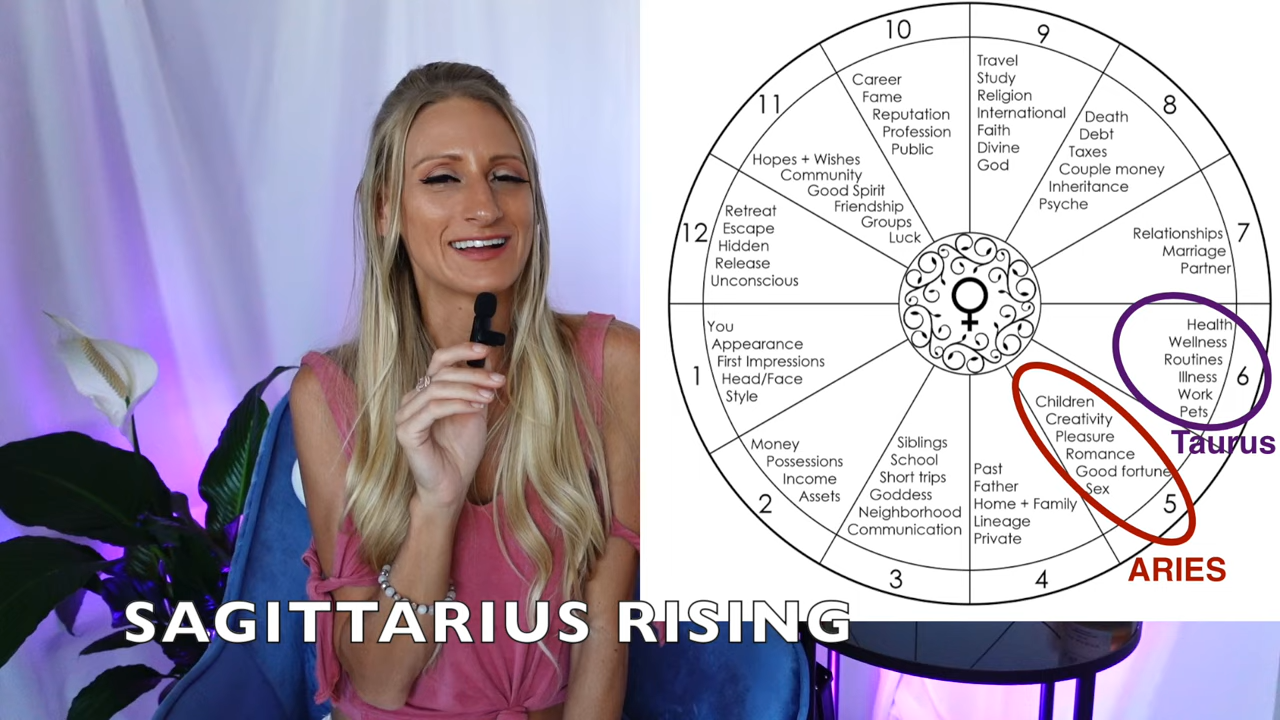 10
Career
Fame
Reputation
Profession
Public
9
Travel
Study
Religion
International
Faith
Divine
God
8
Death
Debt
Taxes
Couple money
Inheritance
Psyche
11
Hopes + Wishes
Community
Good Spirit
Friendship
Groups
Luck
12
Retreat
Escape
Hidden
Release
Unconscious
7
Relationships
Marriage
Partner
1
You
Appearance
First Impressions
Head/Face
Style
6
Health
Wellness
Routines
Illness
Work
Pets
Taurus
2
Money
Possessions
Income
Assets
3
Siblings
School
Short trips
Goddess
Neighborhood
Communication
4
Past
Father
Home + Family
Lineage
Private
5
Children
Creativity
Pleasure
Romance
Good fortune
Sex
ARIES
SAGITTARIUS RISING